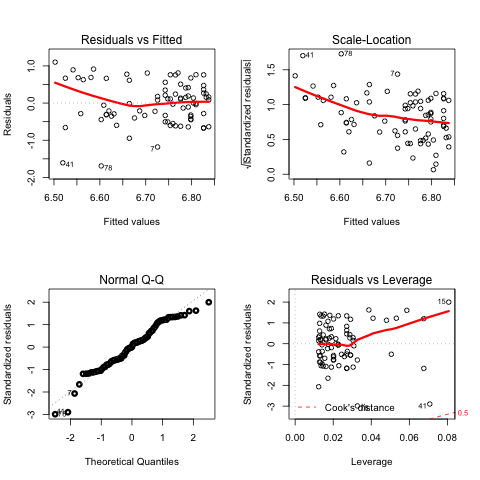 Residuals vs Fitted
Residuals
1.0
0.0
-1.0
-2.0
41
78
7
6.50 6.60 6.70 6.80
Fitted values
Scale-Location
√|Standardized residuals|
1.5
1.0
0.5
0.0
41
78
7
6.50 6.60 6.70 6.80
Fitted values
Normal Q-Q
Standardized residuals
2
1
0
-1
-2
-3
7
-2 -1 0 1 2
Theoretical Quantiles
Residuals vs Leverage
Standardized residuals
2
1
0
-1
-2
-3
15
41
Cook's distance
0.5
0.00 0.02 0.04 0.06 0.08
Leverage